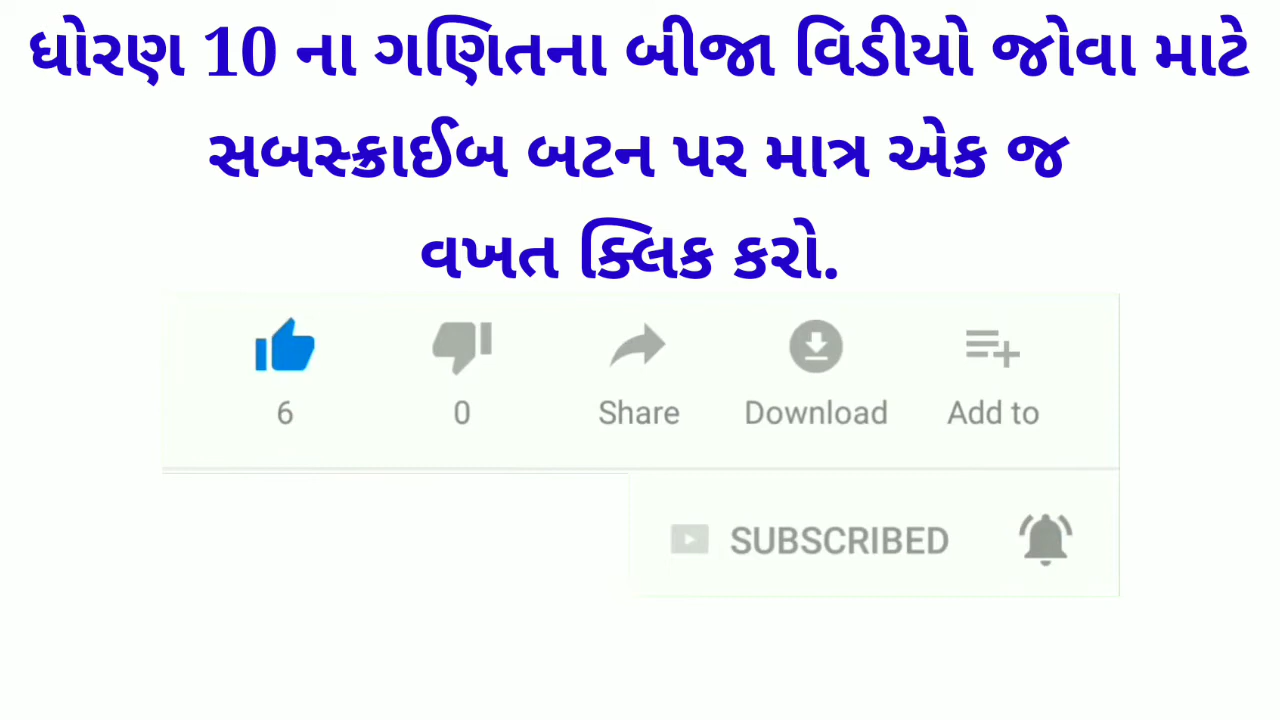 ધોરણ 10 ના ગણિતના બીજા વિડીયો જોવા માટે
સબસ્ક્રાઈબ બટન પર માત્ર એક જ
વખત ક્લિક કરો.
6 0 Share Download Add to
SUBSCRIBED